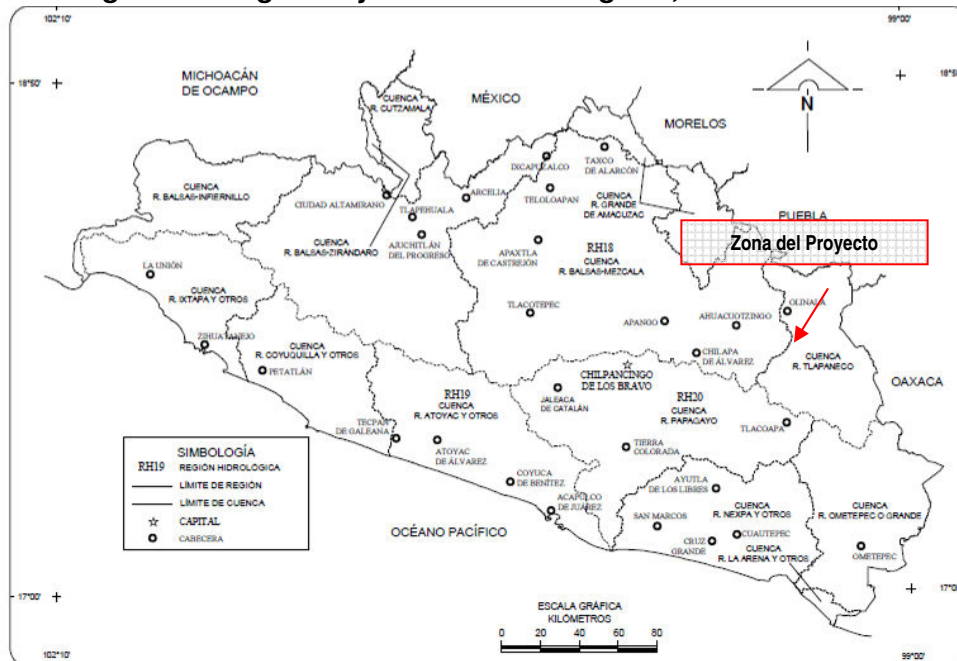 102°10'
99°00'
18°50'
MICHOACÁN
DE OCAMPO
CUENCA
R. CUTZAMALA
MÉXICO
N
MORELOS
TAXCO
DE ALARCÓN
IXCAPUZALCO
TELOLOAPAN
CUENCA
R. GRANDE
DE AMACUZAC
ARCELIA
CUENCA
R. BALSAS-INFIERNILLO
CIUDAD ALTAMIRANO
TLAPEHUALA
PUEBLA
Zona del Proyecto
AJUCHITLÁN
DEL PROGRESO
CUENCA
R. BALSAS-ZIRÁNDARO
APAXTLA
DE CASTREJÓN
RH18
CUENCA
R. BALSAS-MEZCALA
LA UNIÓN
CUENCA
R. IXTAPA Y OTROS
TLACOTEPEC
APANGO
AHUACUOTZINGO
OLINALÁ
ZIHUATANEJO
CUENCA
R. COYUQUILLA Y OTROS
PETATLÁN
CHILPANCINGO
DE LOS BRAVO
CHILAPA
DE ÁLVAREZ
CUENCA
R. TLAPANECO
OAXACA
JALEACA
DE CATALÁN
RH19
CUENCA
R. ATOYAC Y OTROS
RH20
CUENCA
R. PAPAGAYO
TLACOAPA
TECPAN
DE GALEANA
ATOYAC
DE ÁLVAREZ
TIERRA
COLORADA
COYUCA
DE BENÍTEZ
AYUTLA
DE LOS LIBRES
ACAPULCO
DE JUÁREZ
SAN MARCOS
CUENCA
R. NEXPA Y OTROS
CUENCA
R. OMETEPEC O GRANDE
CRUZ
GRANDE
CUAUTEPEC
CUENCA
R. LA ARENA Y OTROS
OMETEPEC
OCÉANO PACÍFICO
SIMBOLOGÍA
RH19 REGIÓN HIDROLÓGICA
LÍMITE DE REGIÓN
LÍMITE DE CUENCA
CAPITAL
CABECERA
17°00'
ESCALA GRÁFICA
KILÓMETROS
0 20 40 60 80
102°10'
99°00'